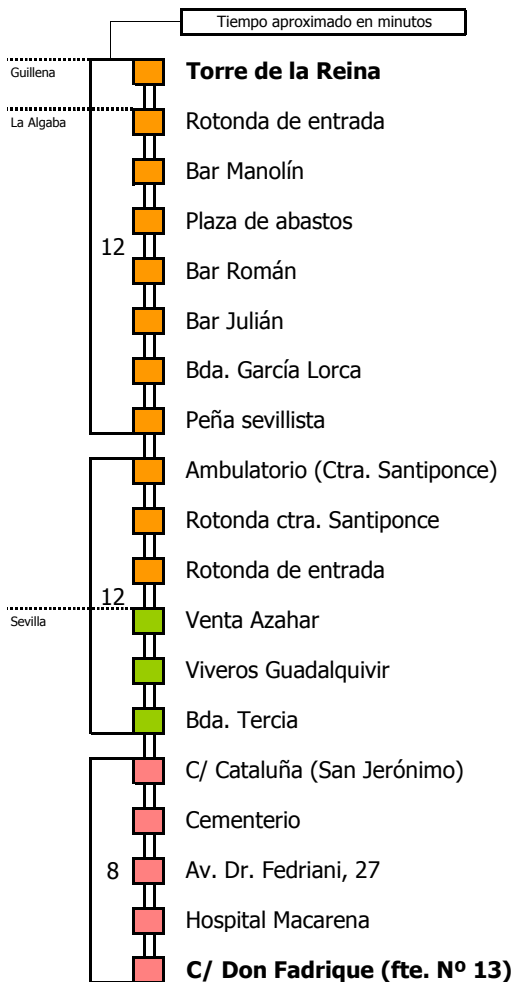 Tiempo aproximado en minutos
Guillena
Torre de la Reina
La Algaba
Rotonda de entrada
Bar Manolín
Plaza de abastos
12
Bar Román
Bar Julián
Bda. García Lorca
Peña sevillista
Ambulatorio (Ctra. Santiponce)
Rotonda ctra. Santiponce
Rotonda de entrada
12
Sevilla
Venta Azahar
Viveros Guadalquivir
Bda. Tercia
C/ Cataluña (San Jerónimo)
Cementerio
8
Av. Dr. Fedriani, 27
Hospital Macarena
C/ Don Fadrique (fte. Nº 13)